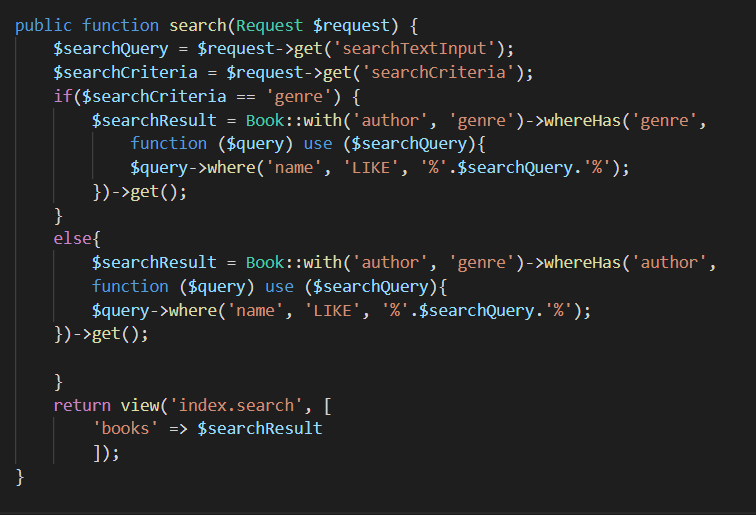 public function search(Request $request) {
    $searchQuery = $request->get('searchTextInput');
    $searchCriteria = $request->get('searchCriteria');
    if($searchCriteria == 'genre') {
        $searchResult = Book::with('author', 'genre')->whereHas('genre',
            function ($query) use ($searchQuery){
            $query->where('name', 'LIKE', '%'.$searchQuery.'%');
        })->get();
    }
    else{
        $searchResult = Book::with('author', 'genre')->whereHas('author',
        function ($query) use ($searchQuery){
        $query->where('name', 'LIKE', '%'.$searchQuery.'%');
    })->get();

    }
    return view('index.search', [
        'books' => $searchResult
        ]);
}